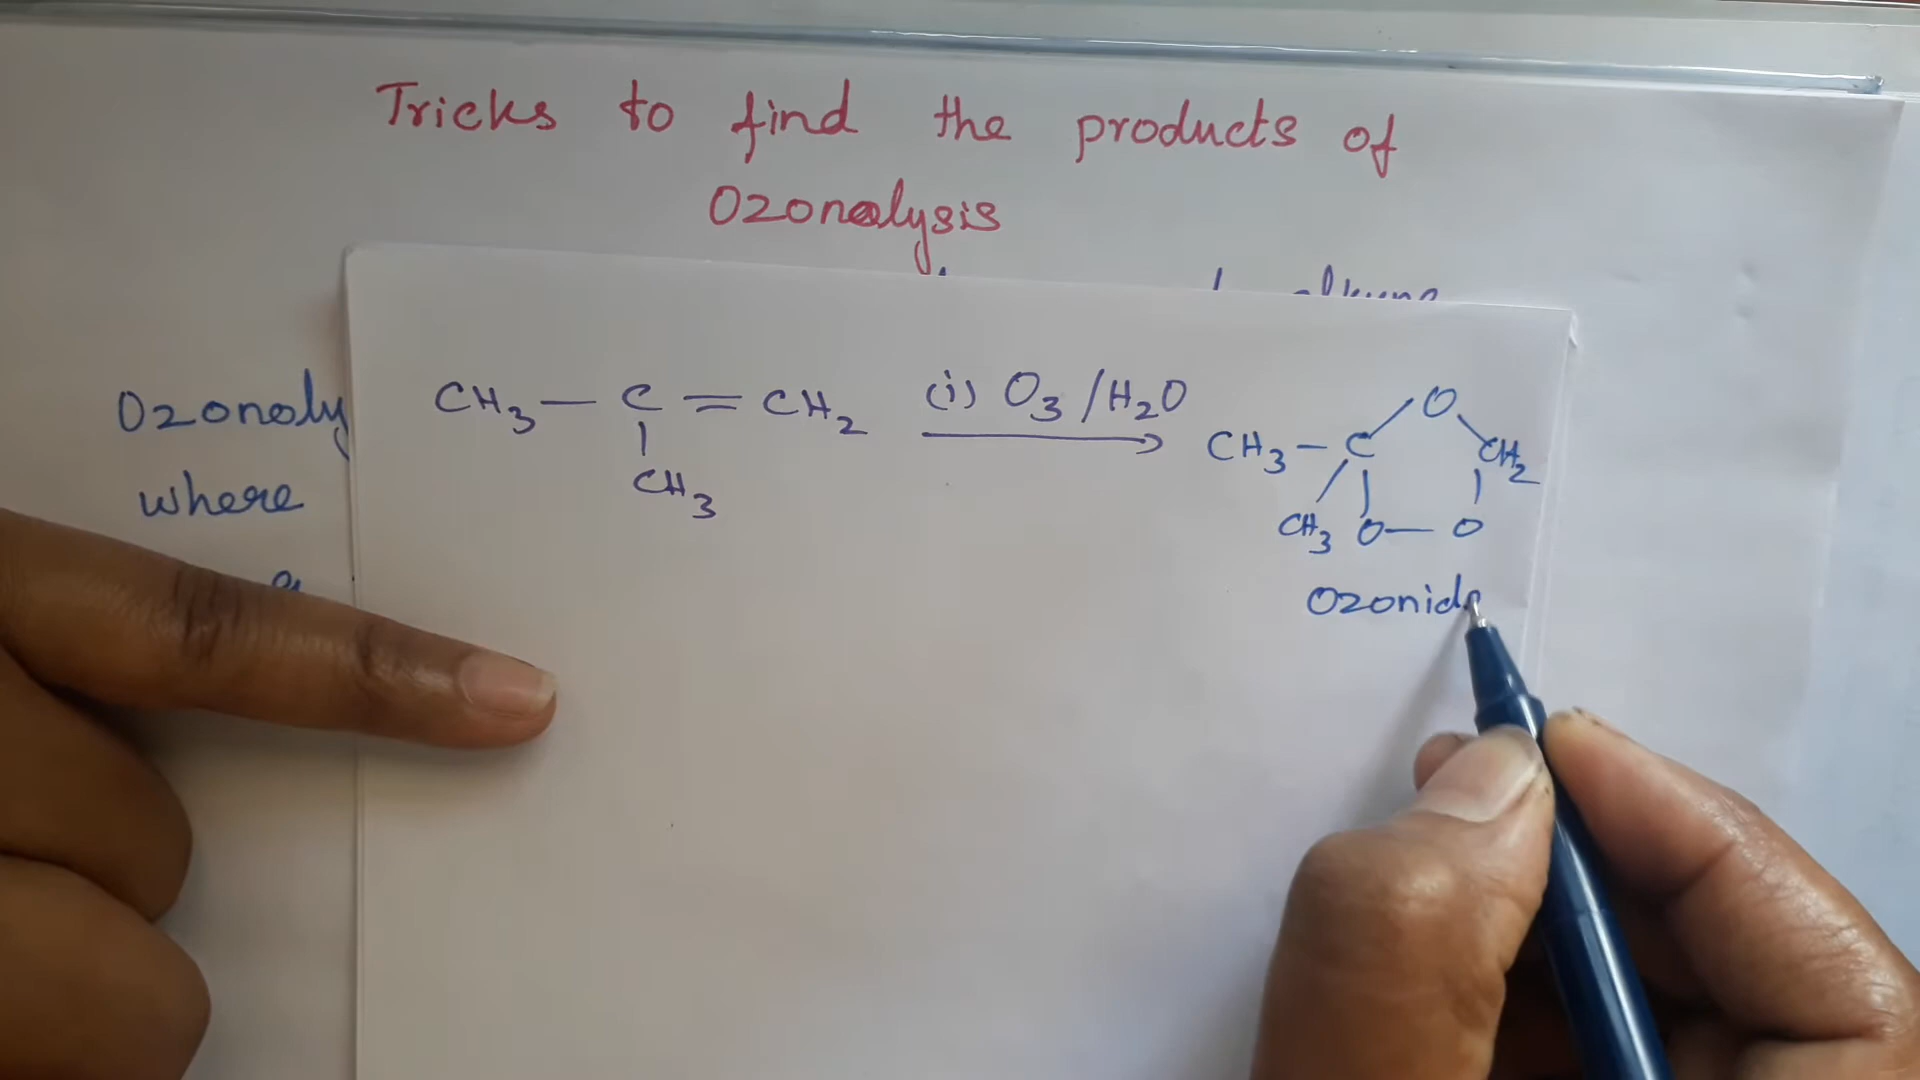 Tricks to find the products of
Ozonalysis
CH3 — C = CH2 (i) O3 /H2O
CH3
CH3 – C
O
CH2
CH3 O — O
Ozonide
Ozonoly
where